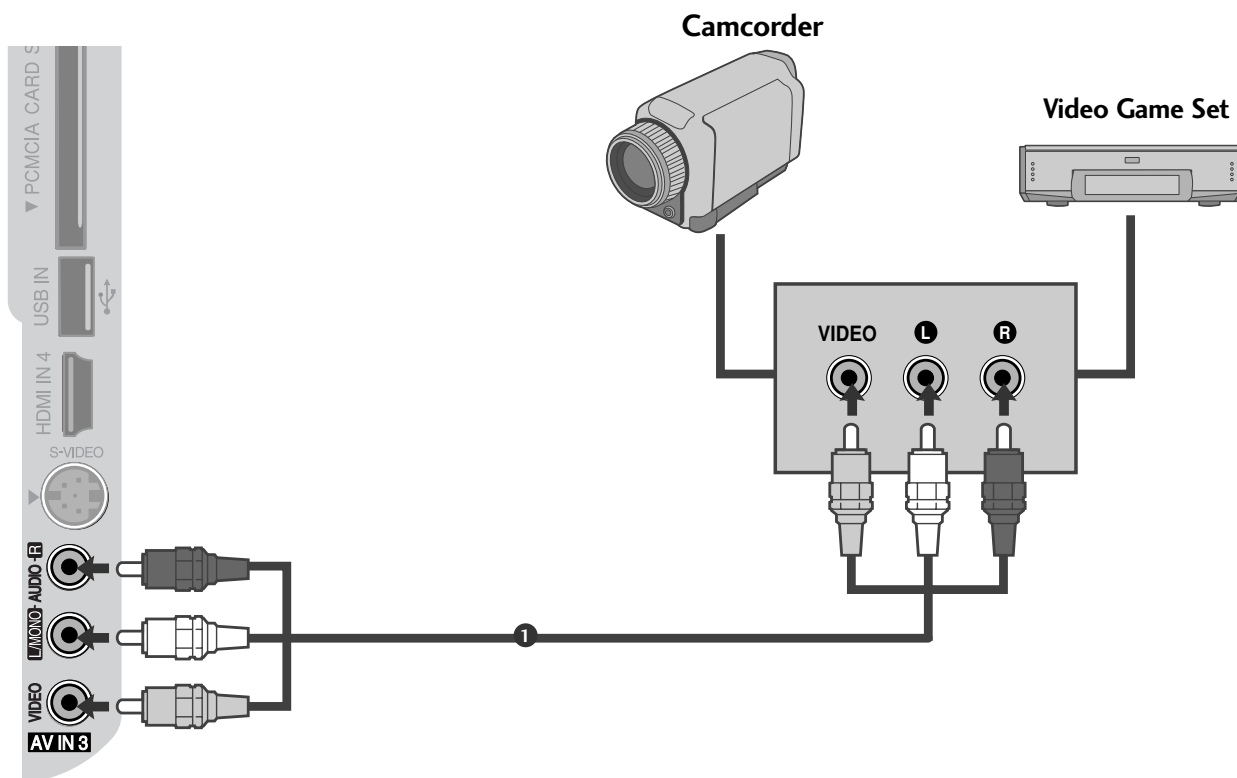 Camcorder
Video Game Set
▼ PCMCIA CARD
USB IN
HDMI IN 4
S-VIDEO
L/MONO- AUDIO -R
VIDEO
AV IN 3
VIDEO L R
1